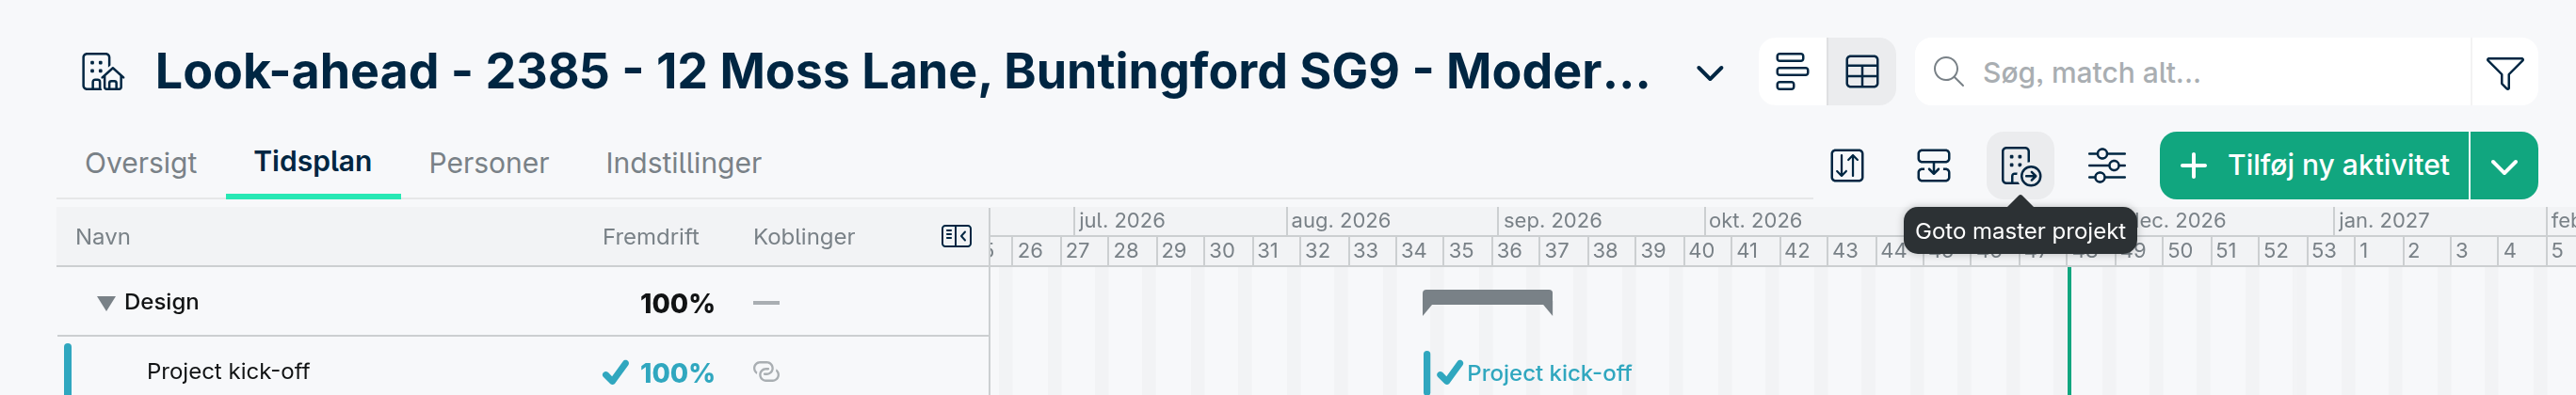 Look-ahead - 2385 - 12 Moss Lane, Buntingford SG9 - Moder...
Søg, match alt...
Oversigt Tidsplan Personer Indstillinger
Tilføj ny aktivitet
Goto master projekt
Navn Fremdrift Koblinger
jul. 2026 aug. 2026 sep. 2026 okt. 2026 dec. 2026 jan. 2027 feb
26 27 28 29 30 31 32 33 34 35 36 37 38 39 40 41 42 43 44 49 50 51 52 53 1 2 3 4 5
Design 100% —
Project kick-off 100% Project kick-off